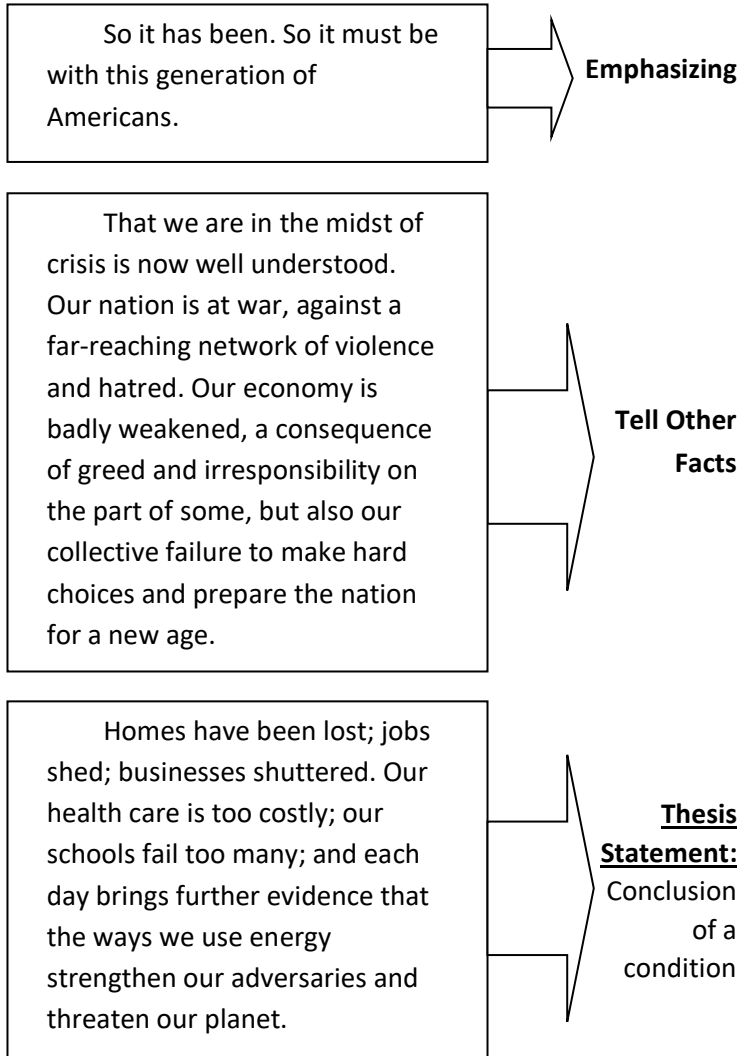 So it has been. So it must be
with this generation of
Americans.
Emphasizing
That we are in the midst of
crisis is now well understood.
Our nation is at war, against a
far-reaching network of violence
and hatred. Our economy is
badly weakened, a consequence
of greed and irresponsibility on
the part of some, but also our
collective failure to make hard
choices and prepare the nation
for a new age.
Tell Other
Facts
Homes have been lost; jobs
shed; businesses shuttered. Our
health care is too costly; our
schools fail too many; and each
day brings further evidence that
the ways we use energy
strengthen our adversaries and
threaten our planet.
Thesis
Statement:
Conclusion
of a
condition